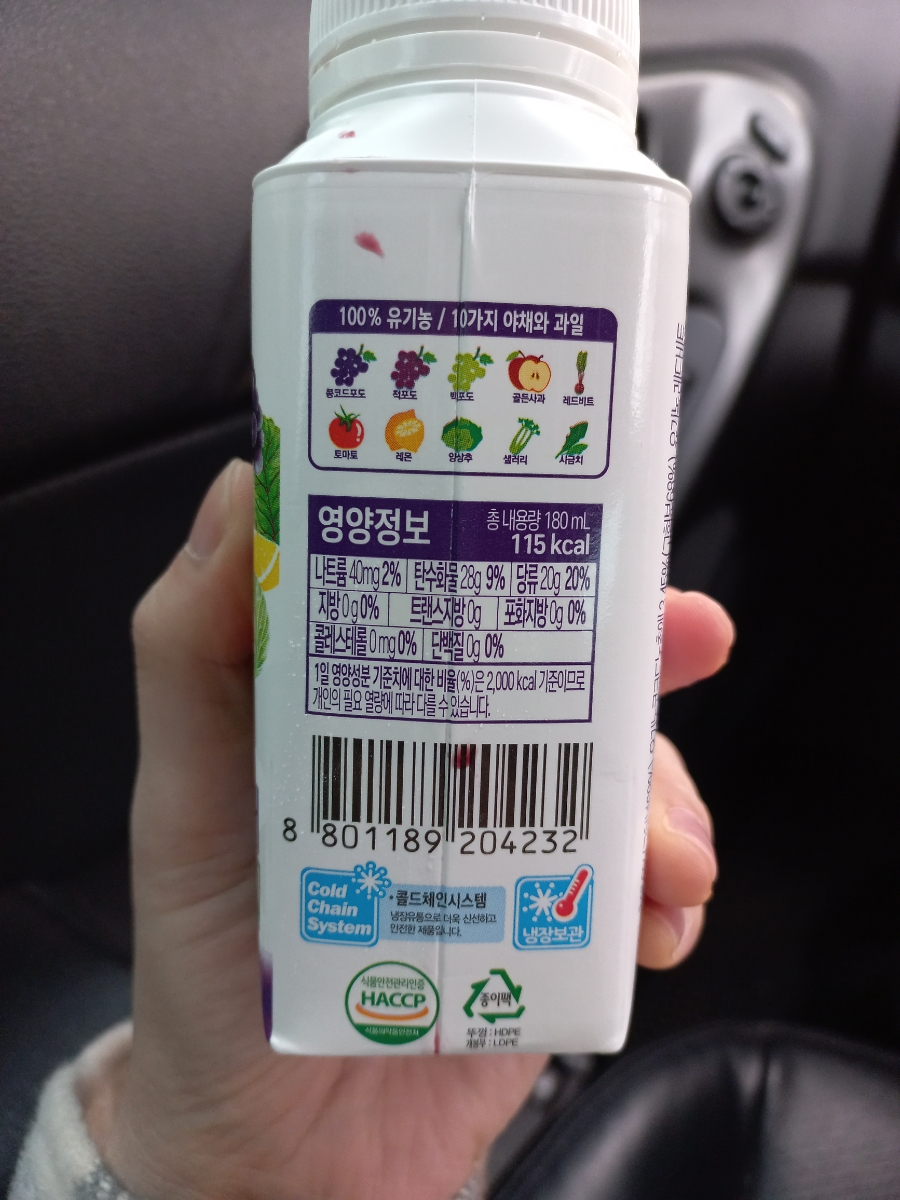 100% 유기농 / 10가지 야채와 과일
콩코드포도 적포도 백포도 골든사과 레드비트
토마토 레몬 양상추 샐러리 시금치
영양정보
총 내용량 180 mL
115 kcal
나트륨 40mg 2% 탄수화물 28g 9% 당류 20g 20%
지방 0g 0% 트랜스지방 0g 포화지방 0g 0%
콜레스테롤 0mg 0% 단백질 0g 0%
1일 영양성분 기준치에 대한 비율(%)은 2,000 kcal 기준이므로
개인의 필요 열량에 따라 다를 수 있습니다.
8 801189 204232
Cold
Chain
System
• 콜드체인시스템
냉장유통으로 더욱 신선하고
안전한 제품입니다.
냉장보관
식품안전관리인증
HACCP
식품의약품안전처
종이팩
뚜껑 : HDPE
개봉부 : LDPE